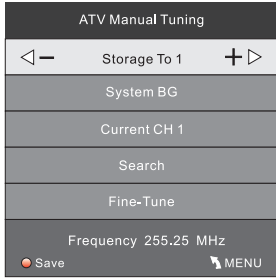 ATV Manual Tuning
Storage To 1
System BG
Current CH 1
Search
Fine-Tune
Frequency 255.25 MHz
Save MENU